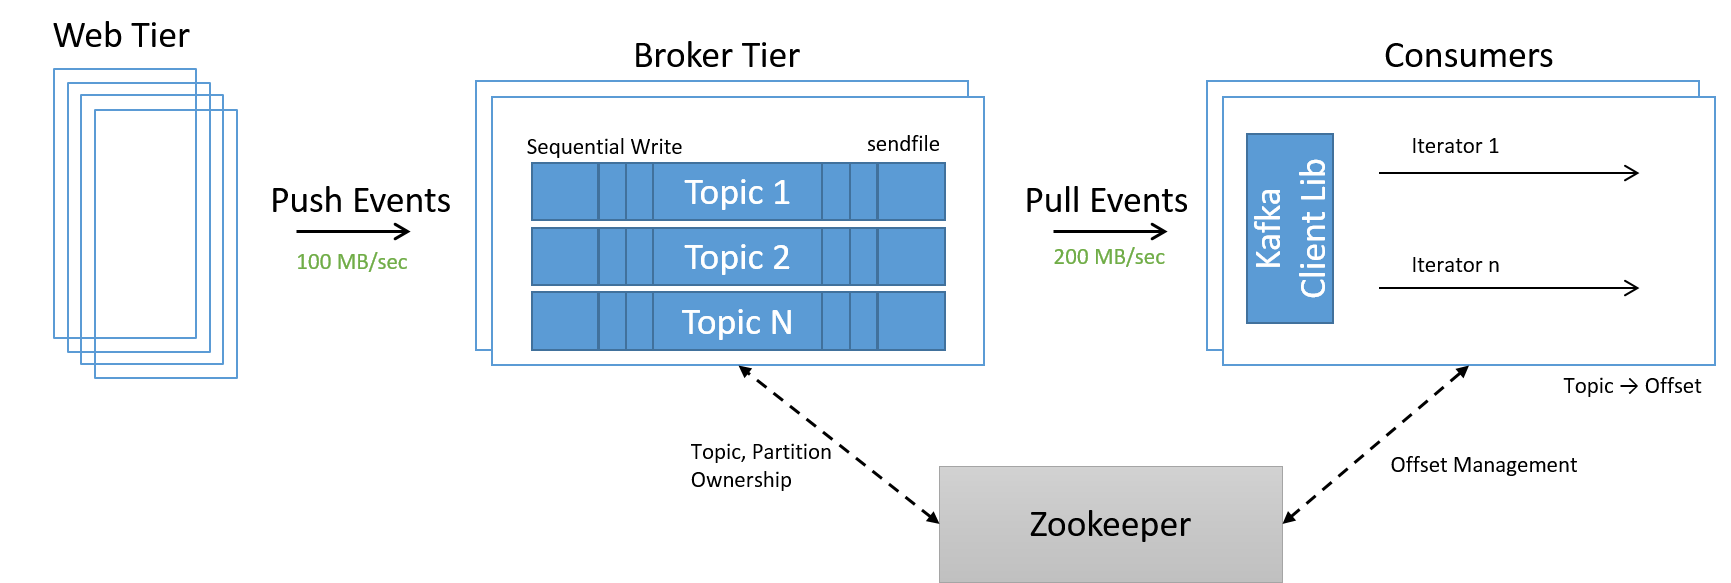 Web Tier
Broker Tier
Consumers
Push Events
100 MB/sec
Sequential Write
sendfile
Topic 1
Topic 2
Topic N
Pull Events
200 MB/sec
Kafka
Client Lib
Iterator 1
Iterator n
Topic → Offset
Topic, Partition
Ownership
Offset Management
Zookeeper